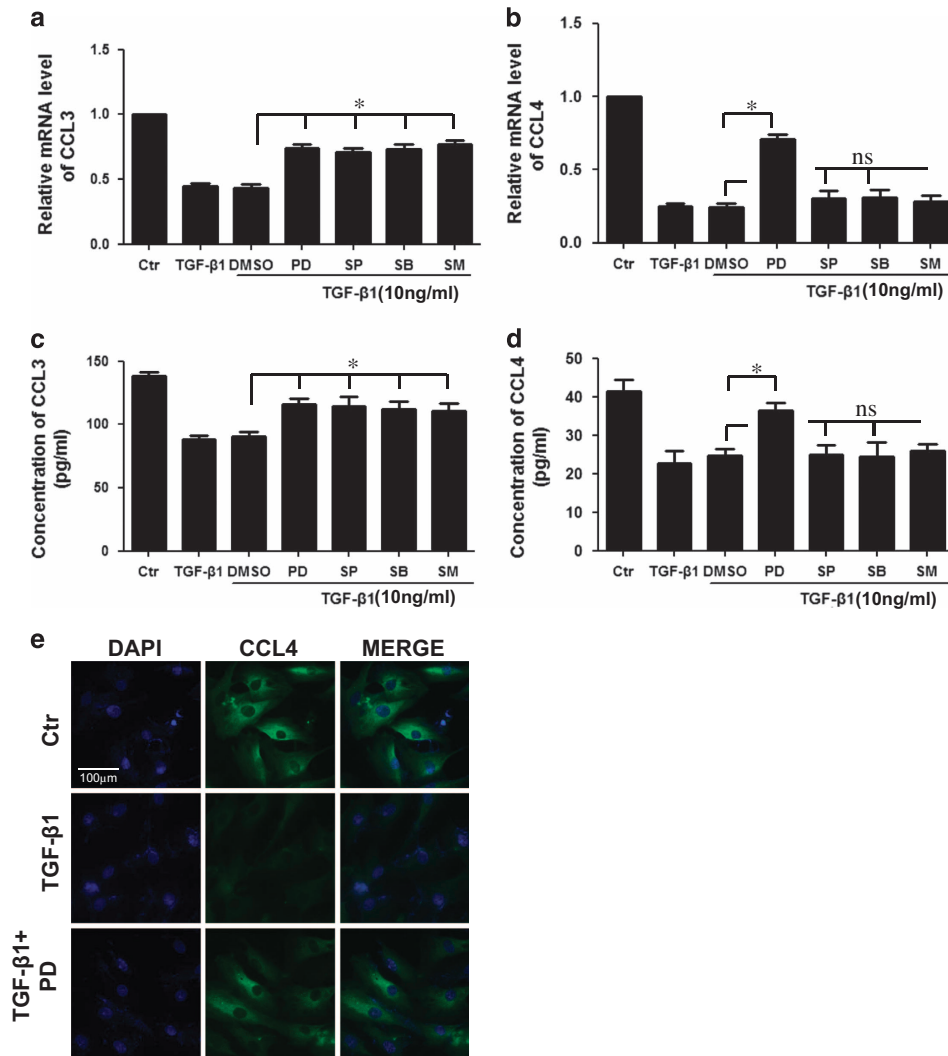 a
Relative mRNA level
of CCL3
1.5
1.0
0.5
0.0
*
Ctr TGF-β1 DMSO PD SP SB SM
TGF-β1(10ng/ml)
b
Relative mRNA level
of CCL4
1.5
1.0
0.5
0.0
*
ns
Ctr TGF-β1 DMSO PD SP SB SM
TGF-β1(10ng/ml)
c
Concentration of CCL3
(pg/ml)
150
100
50
0
*
Ctr TGF-β1 DMSO PD SP SB SM
TGF-β1(10ng/ml)
d
Concentration of CCL4
(pg/ml)
50
40
30
20
10
0
*
ns
Ctr TGF-β1 DMSO PD SP SB SM
TGF-β1(10ng/ml)
e
DAPI CCL4 MERGE
Ctr
100μm
TGF-β1
TGF-β1+
PD